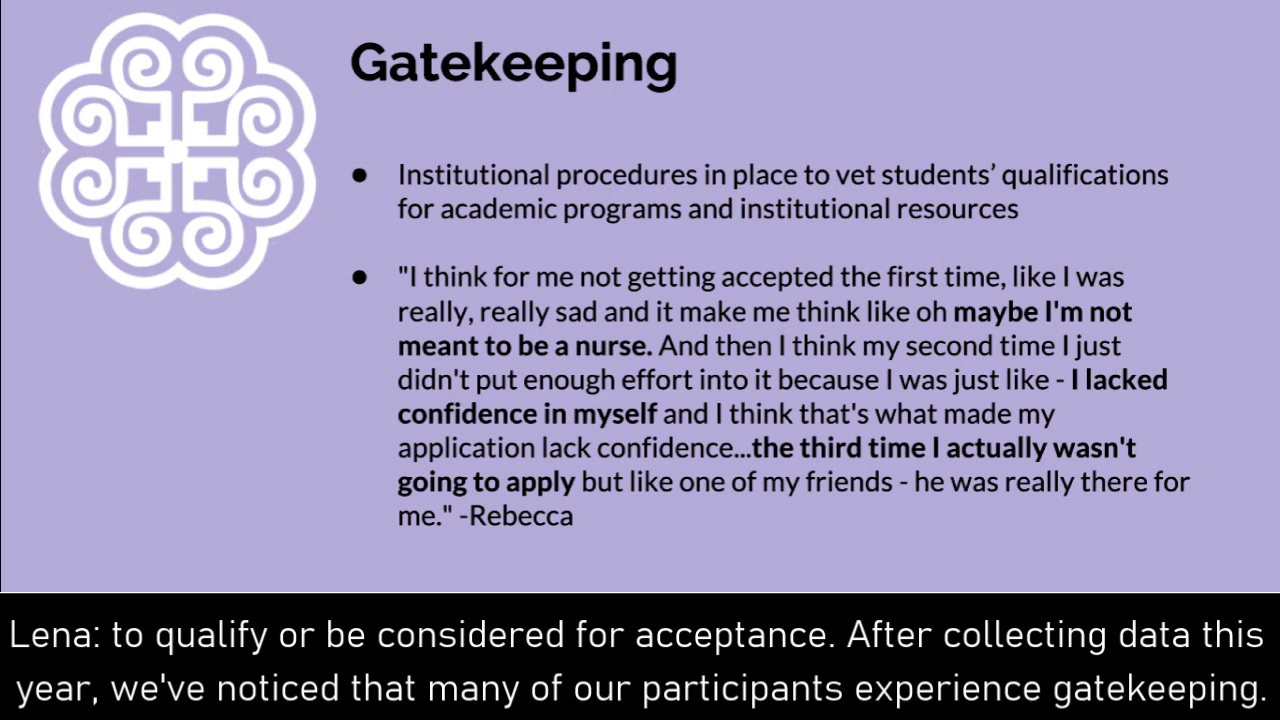 Gatekeeping
● Institutional procedures in place to vet students’ qualifications
for academic programs and institutional resources
● "I think for me not getting accepted the first time, like I was
really, really sad and it make me think like oh maybe I'm not
meant to be a nurse. And then I think my second time I just
didn't put enough effort into it because I was just like - I lacked
confidence in myself and I think that's what made my
application lack confidence...the third time I actually wasn't
going to apply but like one of my friends - he was really there for
me." -Rebecca
Lena: to qualify or be considered for acceptance. After collecting data this
year, we've noticed that many of our participants experience gatekeeping.